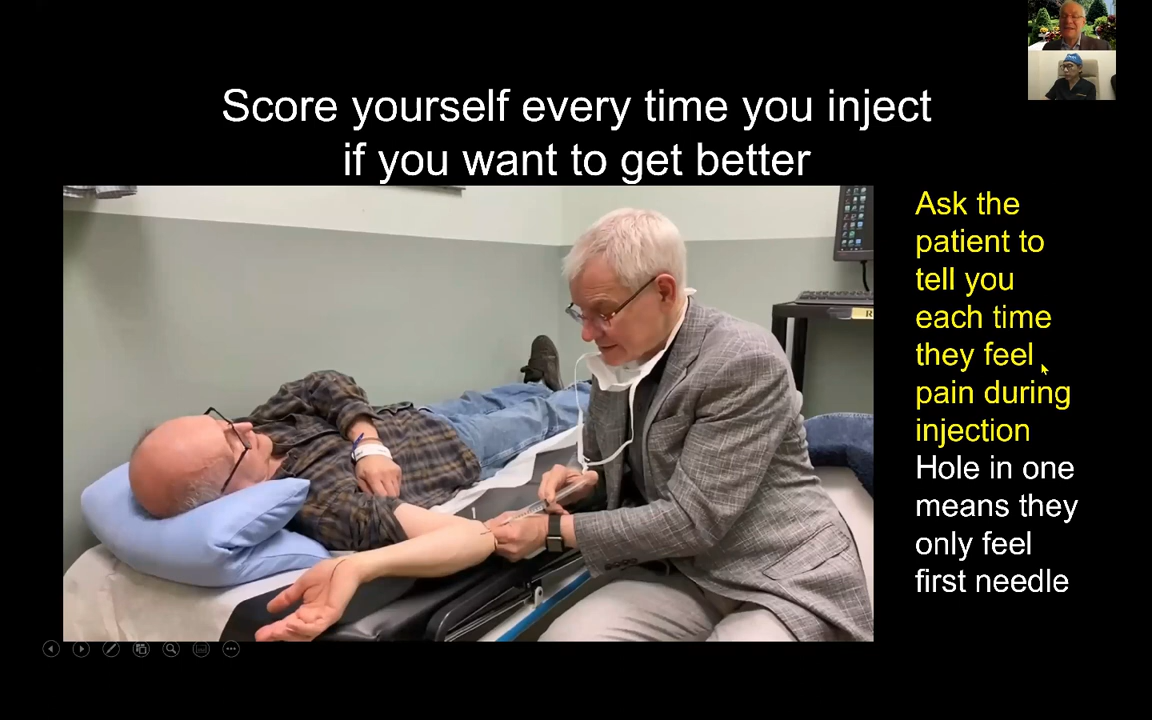 Score yourself every time you inject
if you want to get better
Ask the
patient to
tell you
each time
they feel
pain during
injection
Hole in one
means they
only feel
first needle